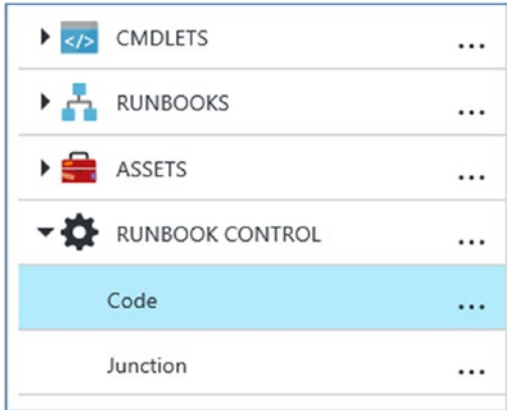 CMDLETS ...
RUNBOOKS ...
ASSETS ...
RUNBOOK CONTROL ...
Code ...
Junction ...